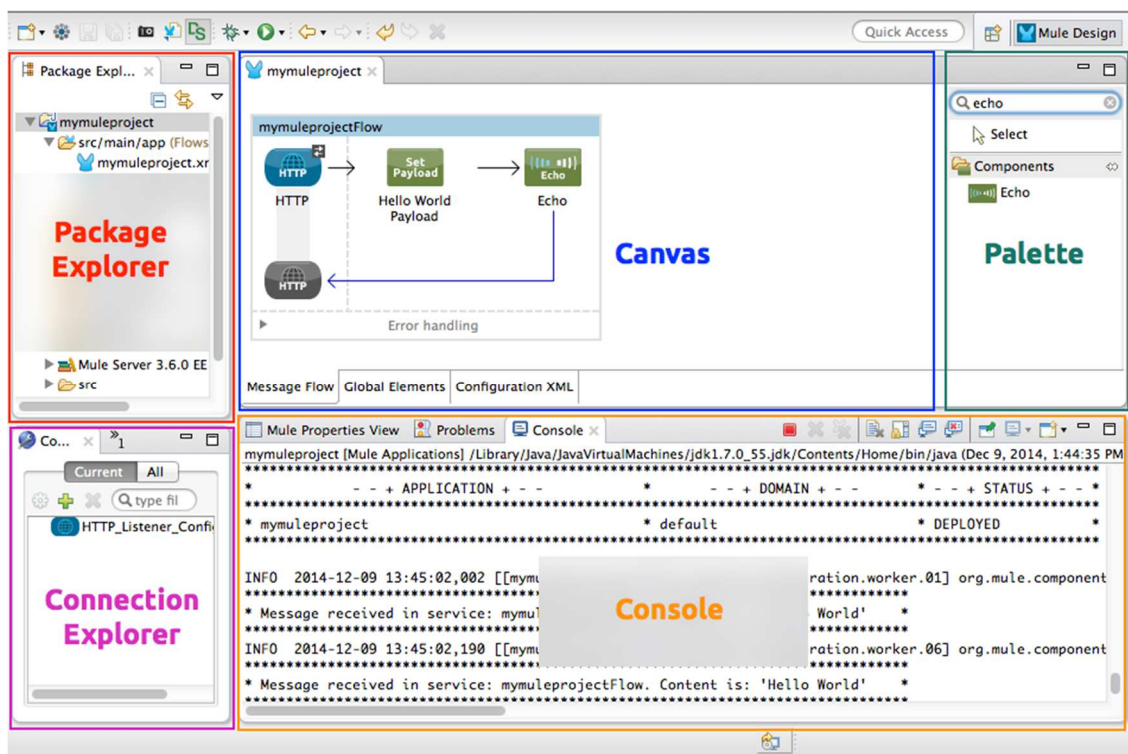 Quick Access
Mule Design
Package Expl...
mymuleproject
mymuleproject
src/main/app (Flows
mymuleproject.xr
Package
Explorer
Mule Server 3.6.0 EE
src
mymuleprojectFlow
HTTP
Set
Payload
Echo
HTTP
Hello World
Payload
Echo
HTTP
Error handling
Canvas
Message Flow
Global Elements
Configuration XML
echo
Select
Components
Echo
Palette
Co...
»1
Current
All
type fil
HTTP_Listener_Confi
Connection
Explorer
Mule Properties View
Problems
Console
mymuleproject [Mule Applications] /Library/Java/JavaVirtualMachines/jdk1.7.0_55.jdk/Contents/Home/bin/java (Dec 9, 2014, 1:44:35 PM
* - - + APPLICATION + - - * - - + DOMAIN + - - * - - + STATUS + - - *
* mymuleproject * default * DEPLOYED *
INFO 2014-12-09 13:45:02,002 [[mymu ration.worker.01] org.mule.component
* Message received in service: mymul World' *
INFO 2014-12-09 13:45:02,190 [[mymu ration.worker.06] org.mule.component
* Message received in service: mymuleprojectFlow. Content is: 'Hello World' *
Console